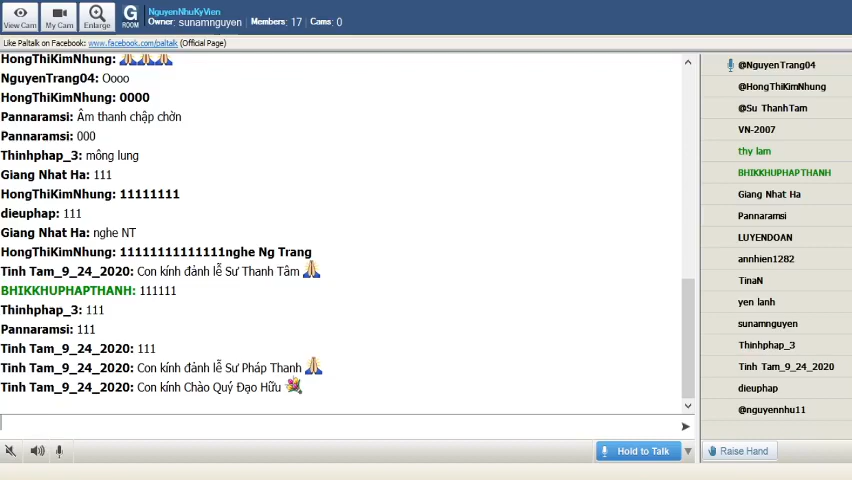 View Cam
My Cam
Enlarge
G
ROOM
NguyenNhuKyVien
Owner: sunamnguyen Members: 17 Cams: 0
Like Paltalk on Facebook: www.facebook.com/paltalk (Official Page)
HongThiKimNhung:
NguyenTrang04: Oooo
HongThiKimNhung: 0000
Pannaramsi: Âm thanh chập chờn
Pannaramsi: 000
Thinhphap_3: mông lung
Giang Nhat Ha: 111
HongThiKimNhung: 11111111
dieuphap: 111
Giang Nhat Ha: nghe NT
HongThiKimNhung: 11111111111111nghe Ng Trang
Tinh Tam_9_24_2020: Con kính đảnh lễ Sư Thanh Tâm
BHIKKHUPHAPTHANH: 111111
Thinhphap_3: 111
Pannaramsi: 111
Tinh Tam_9_24_2020: 111
Tinh Tam_9_24_2020: Con kính đảnh lễ Sư Pháp Thanh
Tinh Tam_9_24_2020: Con kính Chào Quý Đạo Hữu
Hold to Talk
@NguyenTrang04
@HongThiKimNhung
@Su ThanhTam
VN-2007
thy lam
BHIKKHUPHAPTHANH
Giang Nhat Ha
Pannaramsi
LUYENDOAN
annhien1282
TinaN
yen lanh
sunamnguyen
Thinhphap_3
Tinh Tam_9_24_2020
dieuphap
@nguyennhu11
Raise Hand